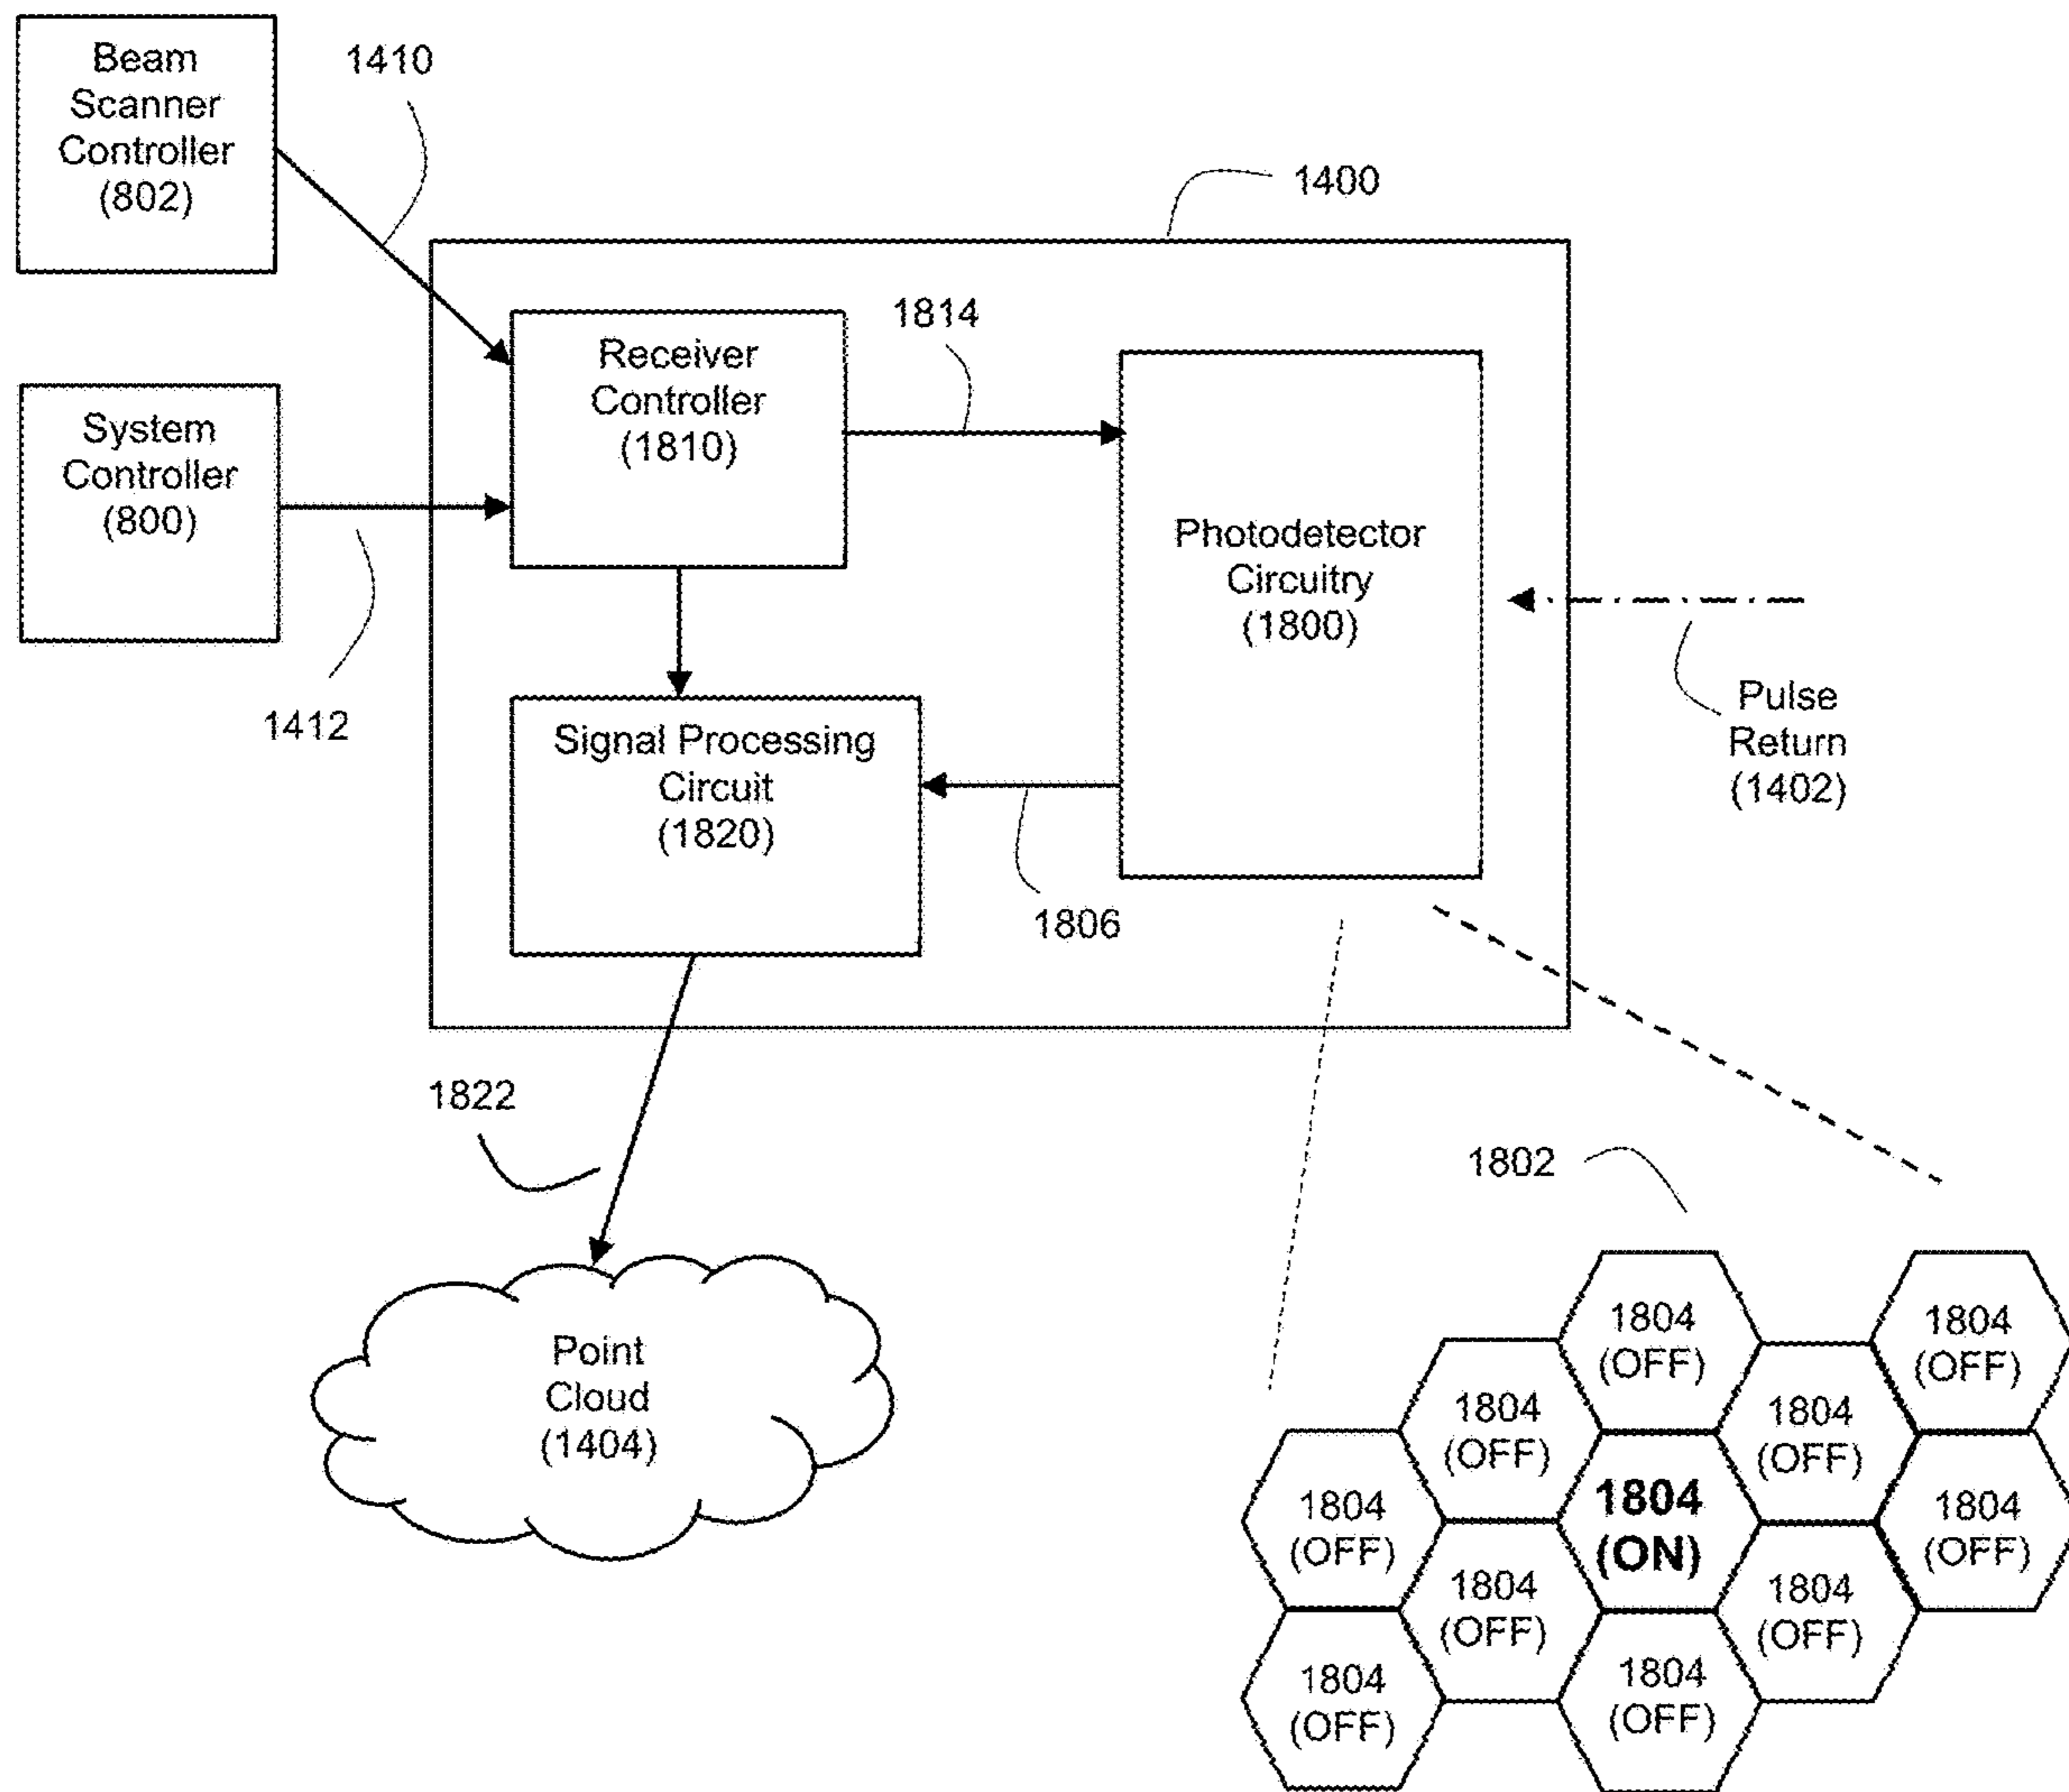 Beam
Scanner
Controller
(802)
1410
1400
System
Controller
(800)
1412
Receiver
Controller
(1810)
1814
Photodetector
Circuitry
(1800)
Pulse
Return
(1402)
Signal Processing
Circuit
(1820)
1806
1822
Point
Cloud
(1404)
1802
1804
(OFF)
1804
(OFF)
1804
(OFF)
1804
(OFF)
1804
(OFF)
1804
(ON)
1804
(OFF)
1804
(OFF)
1804
(OFF)
1804
(OFF)
1804
(OFF)